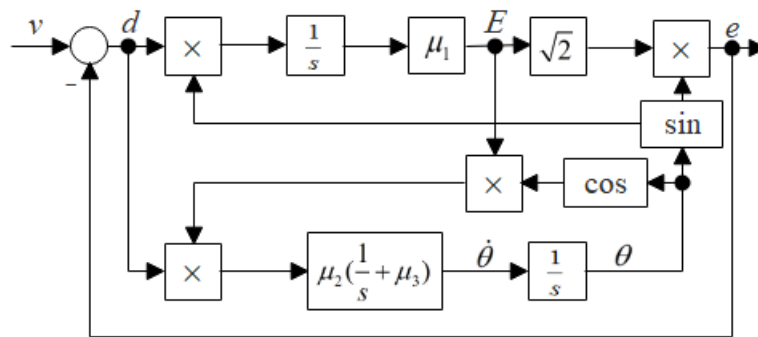 v d × 1/s μ₁ E √2 × e
-
sin
× cos
× μ₂(1/s + μ₃) θ̇ 1/s θ